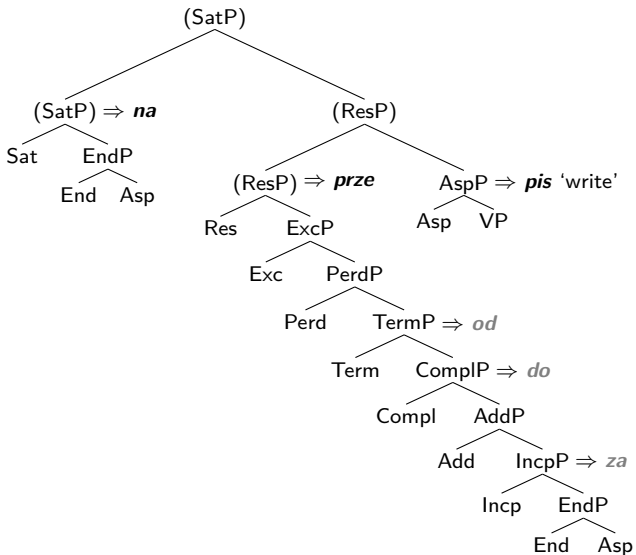 (SatP)
(SatP) ⇒ na (ResP)
Sat EndP (ResP) ⇒ prze AspP ⇒ pis ‘write’
End Asp Res ExcP Asp VP
Exc PerdP
Perd TermP ⇒ od
Term ComplP ⇒ do
Compl AddP
Add IncpP ⇒ za
Incp EndP
End Asp